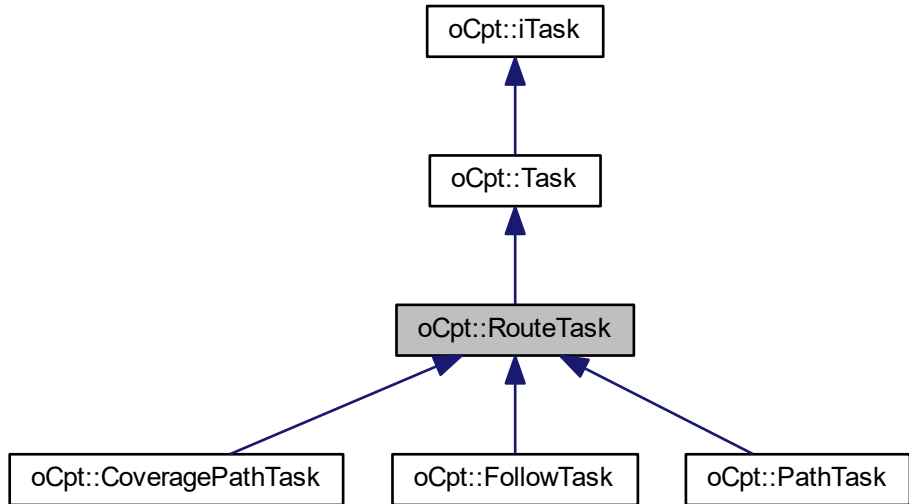 oCpt::iTask
oCpt::Task
oCpt::RouteTask
oCpt::CoveragePathTask
oCpt::FollowTask
oCpt::PathTask